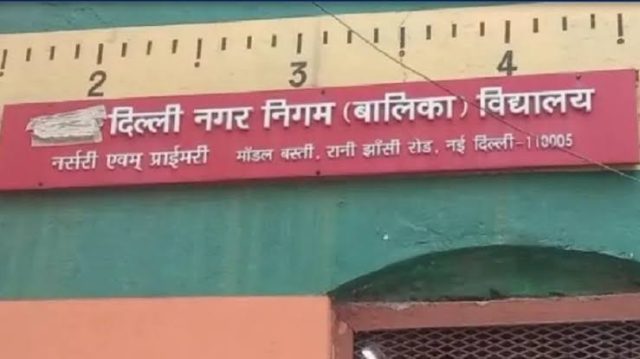 2 3 4
दिल्ली नगर निगम (बालिका) विद्यालय
नर्सरी एवम् प्राईमरी मॉडल बस्ती, रानी झाँसी रोड, नई दिल्ली-110005